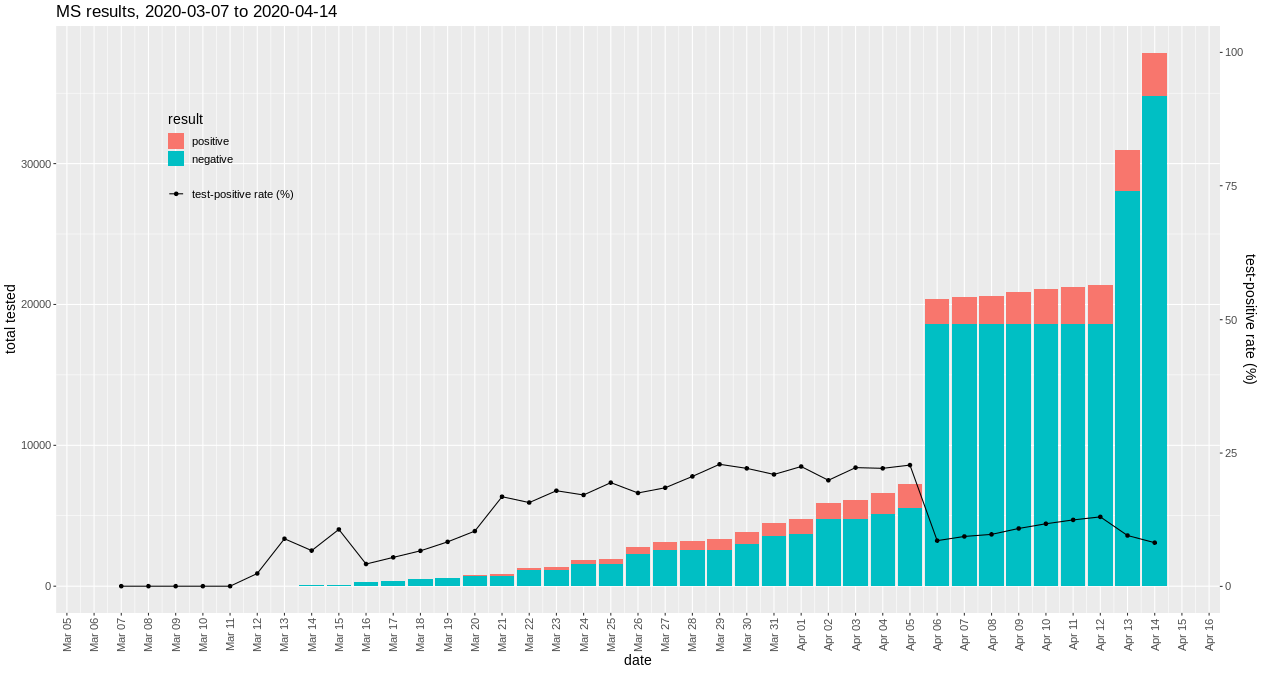 MS results, 2020-03-07 to 2020-04-14
total tested
30000
20000
10000
0
result
positive
negative
test-positive rate (%)
100
75
50
25
0
test-positive rate (%)
Mar 05
Mar 06
Mar 07
Mar 08
Mar 09
Mar 10
Mar 11
Mar 12
Mar 13
Mar 14
Mar 15
Mar 16
Mar 17
Mar 18
Mar 19
Mar 20
Mar 21
Mar 22
Mar 23
Mar 24
Mar 25
Mar 26
Mar 27
Mar 28
Mar 29
Mar 30
Mar 31
Apr 01
Apr 02
Apr 03
Apr 04
Apr 05
Apr 06
Apr 07
Apr 08
Apr 09
Apr 10
Apr 11
Apr 12
Apr 13
Apr 14
Apr 15
Apr 16
date